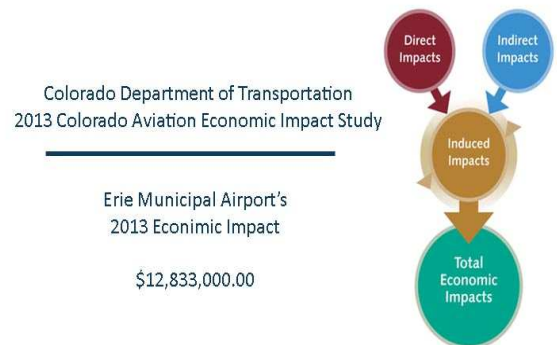 Colorado Department of Transportation
2013 Colorado Aviation Economic Impact Study
Erie Municipal Airport's
2013 Econimic Impact
$12,833,000.00
Direct
Impacts
Indirect
Impacts
Induced
Impacts
Total
Economic
Impacts